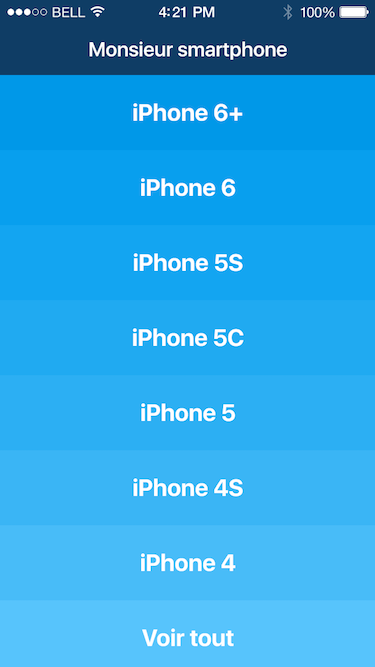 BELL 4:21 PM 100%
Monsieur smartphone
iPhone 6+
iPhone 6
iPhone 5S
iPhone 5C
iPhone 5
iPhone 4S
iPhone 4
Voir tout